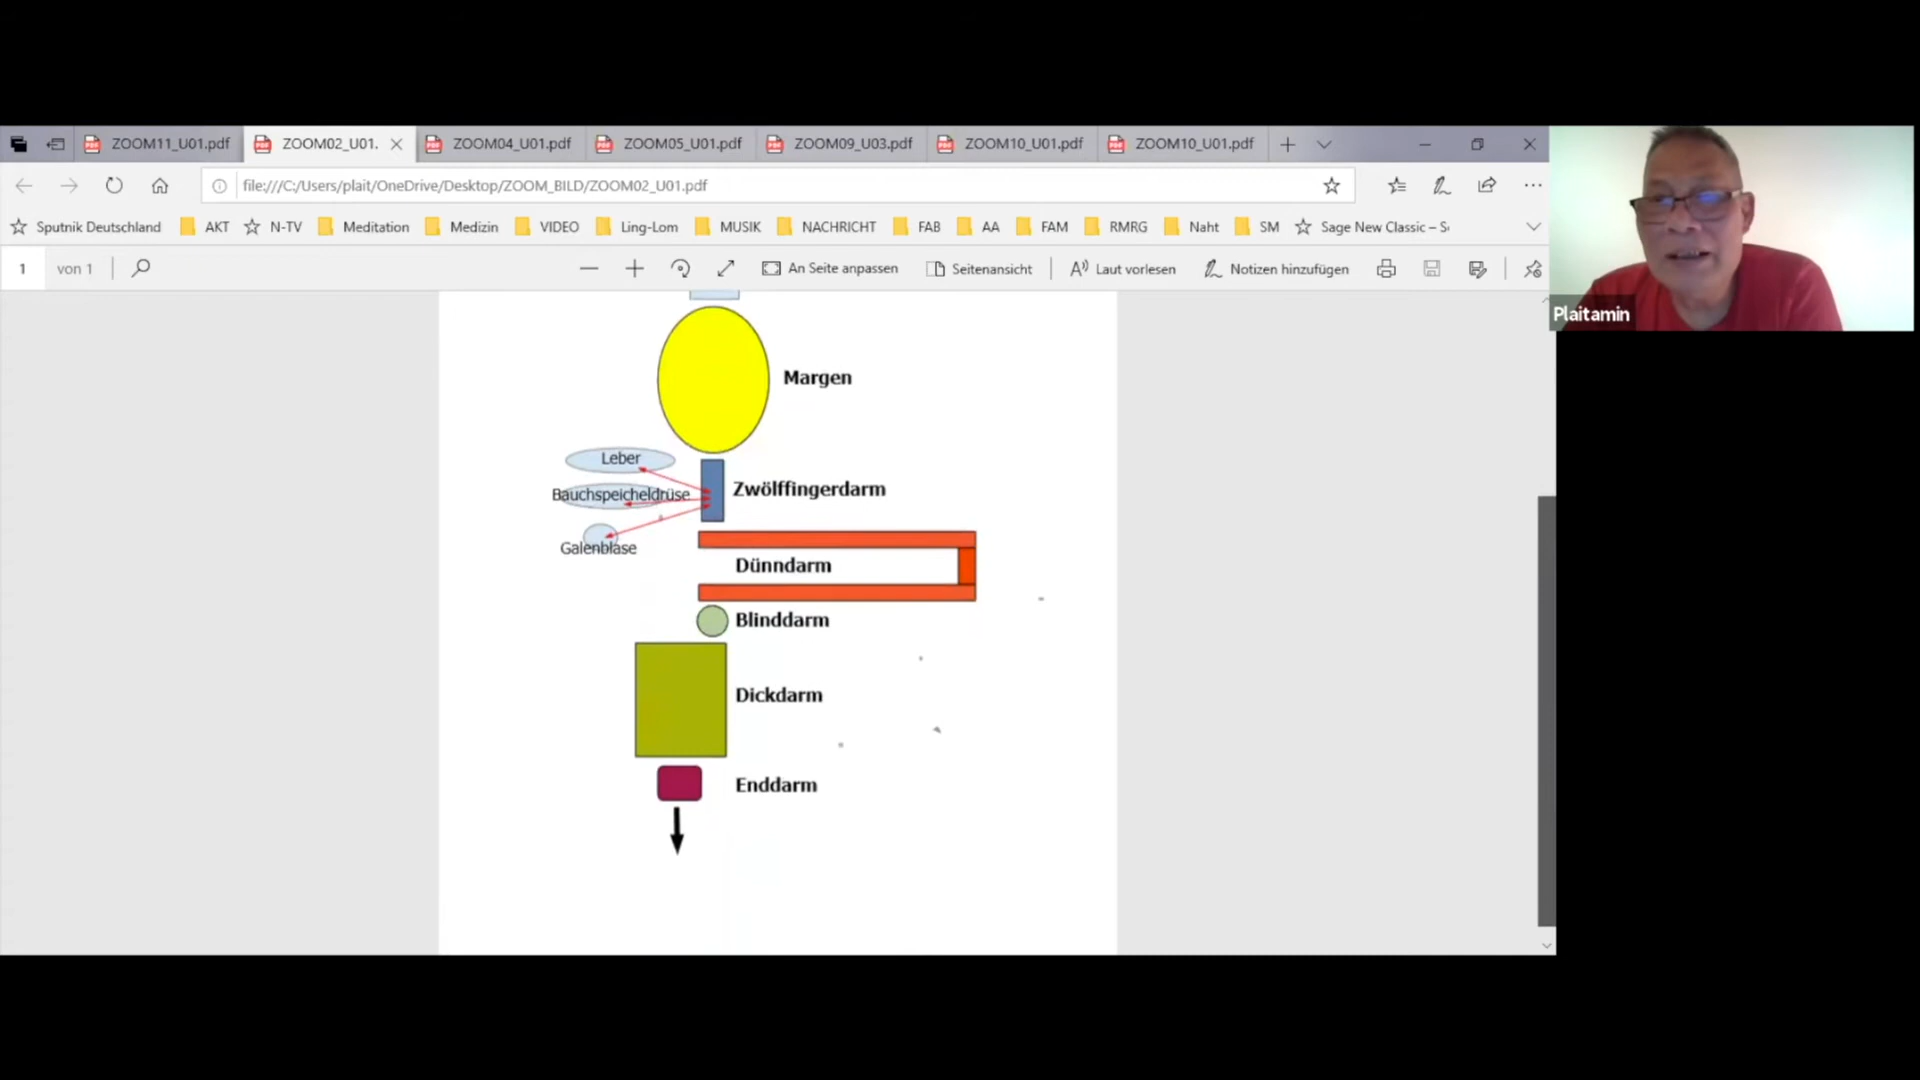 ZOOM11_U01.pdf
ZOOM02_U01.
ZOOM04_U01.pdf
ZOOM05_U01.pdf
ZOOM09_U03.pdf
ZOOM10_U01.pdf
ZOOM10_U01.pdf
file:///C:/Users/plait/OneDrive/Desktop/ZOOM_BILD/ZOOM02_U01.pdf
Sputnik Deutschland AKT N-TV Meditation Medizin VIDEO Ling-Lom MUSIK NACHRICHT FAB AA FAM RMRG Naht SM Sage New Classic – S
1 von 1 An Seite anpassen Seitenansicht Laut vorlesen Notizen hinzufügen
Plaitamin
Margen
Leber
Bauchspeicheldrüse
Zwölffingerdarm
Galenblase
Dünndarm
Blinddarm
Dickdarm
Enddarm